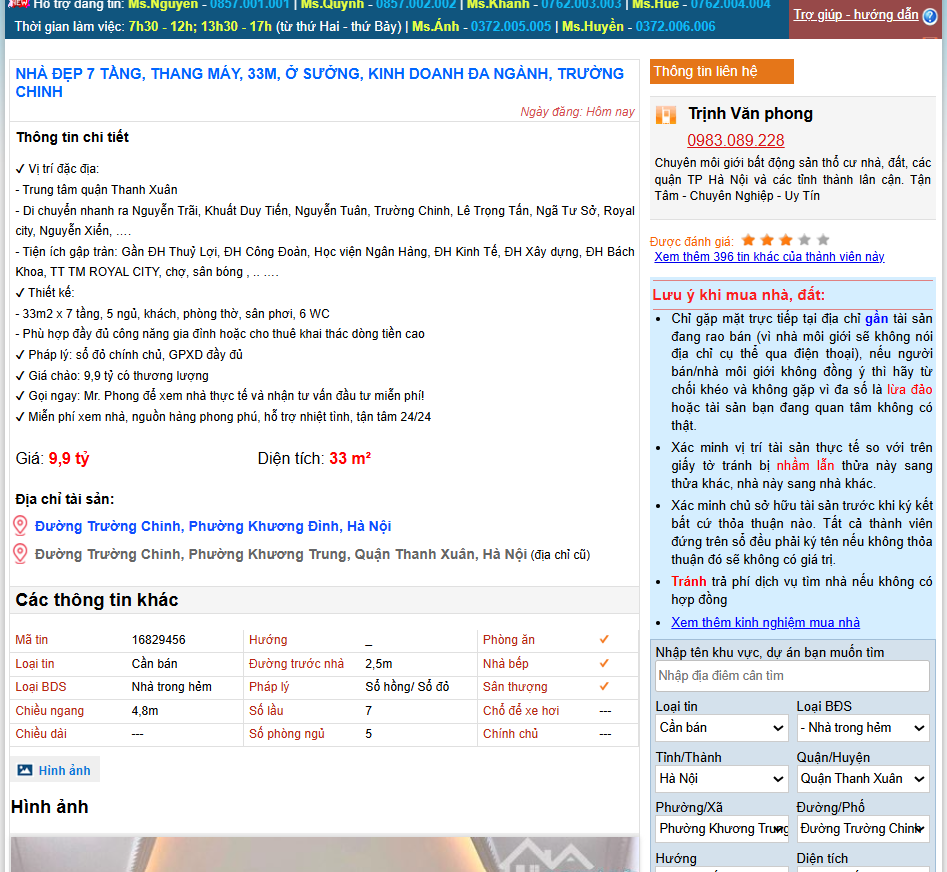 NEW Hỗ trợ đăng tin: Ms.Nguyên - 0857.001.001 | Ms.Quỳnh - 0857.002.002 | Ms.Khanh - 0762.003.003 | Ms.Huê - 0762.004.004
Thời gian làm việc: 7h30 - 12h; 13h30 - 17h (từ thứ Hai - thứ Bảy) | Ms.Ánh - 0372.005.005 | Ms.Huyền - 0372.006.006
Trợ giúp - hướng dẫn
NHÀ ĐẸP 7 TẦNG, THANG MÁY, 33M, Ở SƯỚNG, KINH DOANH ĐA NGÀNH, TRƯỜNG
CHINH
Ngày đăng: Hôm nay
Thông tin chi tiết
✓ Vị trí đặc địa:
- Trung tâm quận Thanh Xuân
- Di chuyển nhanh ra Nguyễn Trãi, Khuất Duy Tiến, Nguyễn Tuân, Trường Chinh, Lê Trọng Tấn, Ngã Tư Sở, Royal
city, Nguyễn Xiển, ….
- Tiện ích gập tràn: Gần ĐH Thuỷ Lợi, ĐH Công Đoàn, Học viện Ngân Hàng, ĐH Kinh Tế, ĐH Xây dựng, ĐH Bách
Khoa, TT TM ROYAL CITY, chợ, sân bóng , .. ….
✓ Thiết kế:
- 33m2 x 7 tầng, 5 ngủ, khách, phòng thờ, sân phơi, 6 WC
- Phù hợp đầy đủ công năng gia đình hoặc cho thuê khai thác dòng tiền cao
✓ Pháp lý: sổ đỏ chính chủ, GPXD đầy đủ
✓ Giá chào: 9,9 tỷ có thương lượng
✓ Gọi ngay: Mr. Phong để xem nhà thực tế và nhận tư vấn đầu tư miễn phí!
✓ Miễn phí xem nhà, nguồn hàng phong phú, hỗ trợ nhiệt tình, tận tâm 24/24
Giá: 9,9 tỷ Diện tích: 33 m²
Địa chỉ tài sản:
Đường Trường Chinh, Phường Khương Đình, Hà Nội
Đường Trường Chinh, Phường Khương Trung, Quận Thanh Xuân, Hà Nội (địa chỉ cũ)
Các thông tin khác
Mã tin 16829456 Hướng _ Phòng ăn ✓
Loại tin Cần bán Đường trước nhà 2,5m Nhà bếp ✓
Loại BDS Nhà trong hẻm Pháp lý Sổ hồng/ Sổ đỏ Sân thượng ✓
Chiều ngang 4,8m Số lầu 7 Chổ để xe hơi ---
Chiều dài --- Số phòng ngủ 5 Chính chủ ---
Hình ảnh
Hình ảnh
Thông tin liên hệ
Trịnh Văn phong
0983.089.228
Chuyên môi giới bất động sản thổ cư nhà, đất, các
quận TP Hà Nội và các tỉnh thành lân cận. Tận
Tâm - Chuyên Nghiệp - Uy Tín
Được đánh giá:
Xem thêm 396 tin khác của thành viên này
Lưu ý khi mua nhà, đất:
• Chỉ gặp mặt trực tiếp tại địa chỉ gần tài sản
đang rao bán (vì nhà môi giới sẽ không nói
địa chỉ cụ thể qua điện thoại), nếu người
bán/nhà môi giới không đồng ý thì hãy từ
chối khéo và không gặp vì đa số là lừa đảo
hoặc tài sản bạn đang quan tâm không có
thật.
• Xác minh vị trí tài sản thực tế so với trên
giấy tờ tránh bị nhầm lẫn thửa này sang
thửa khác, nhà này sang nhà khác.
• Xác minh chủ sở hữu tài sản trước khi ký kết
bất cứ thỏa thuận nào. Tất cả thành viên
đứng trên sổ đều phải ký tên nếu không thỏa
thuận đó sẽ không có giá trị.
• Tránh trả phí dịch vụ tìm nhà nếu không có
hợp đồng
• Xem thêm kinh nghiệm mua nhà
Nhập tên khu vực, dự án bạn muốn tìm
Nhập địa điểm cần tìm
Loại tin Loại BĐS
Cần bán - Nhà trong hẻm
Tỉnh/Thành Quận/Huyện
Hà Nội Quận Thanh Xuân
Phường/Xã Đường/Phố
Phường Khương Trung Đường Trường Chinh
Hướng Diện tích